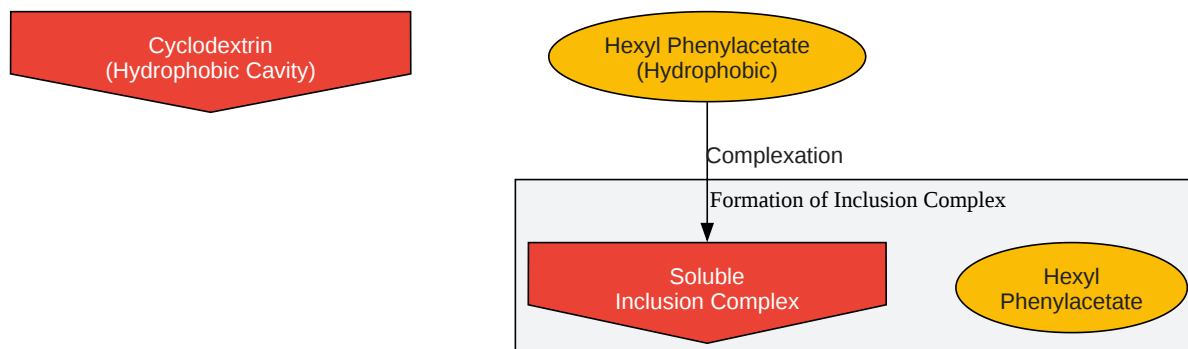 Cyclodextrin
(Hydrophobic Cavity)
Hexyl Phenylacetate
(Hydrophobic)
Complexation
Formation of Inclusion Complex
Soluble
Inclusion Complex
Hexyl
Phenylacetate